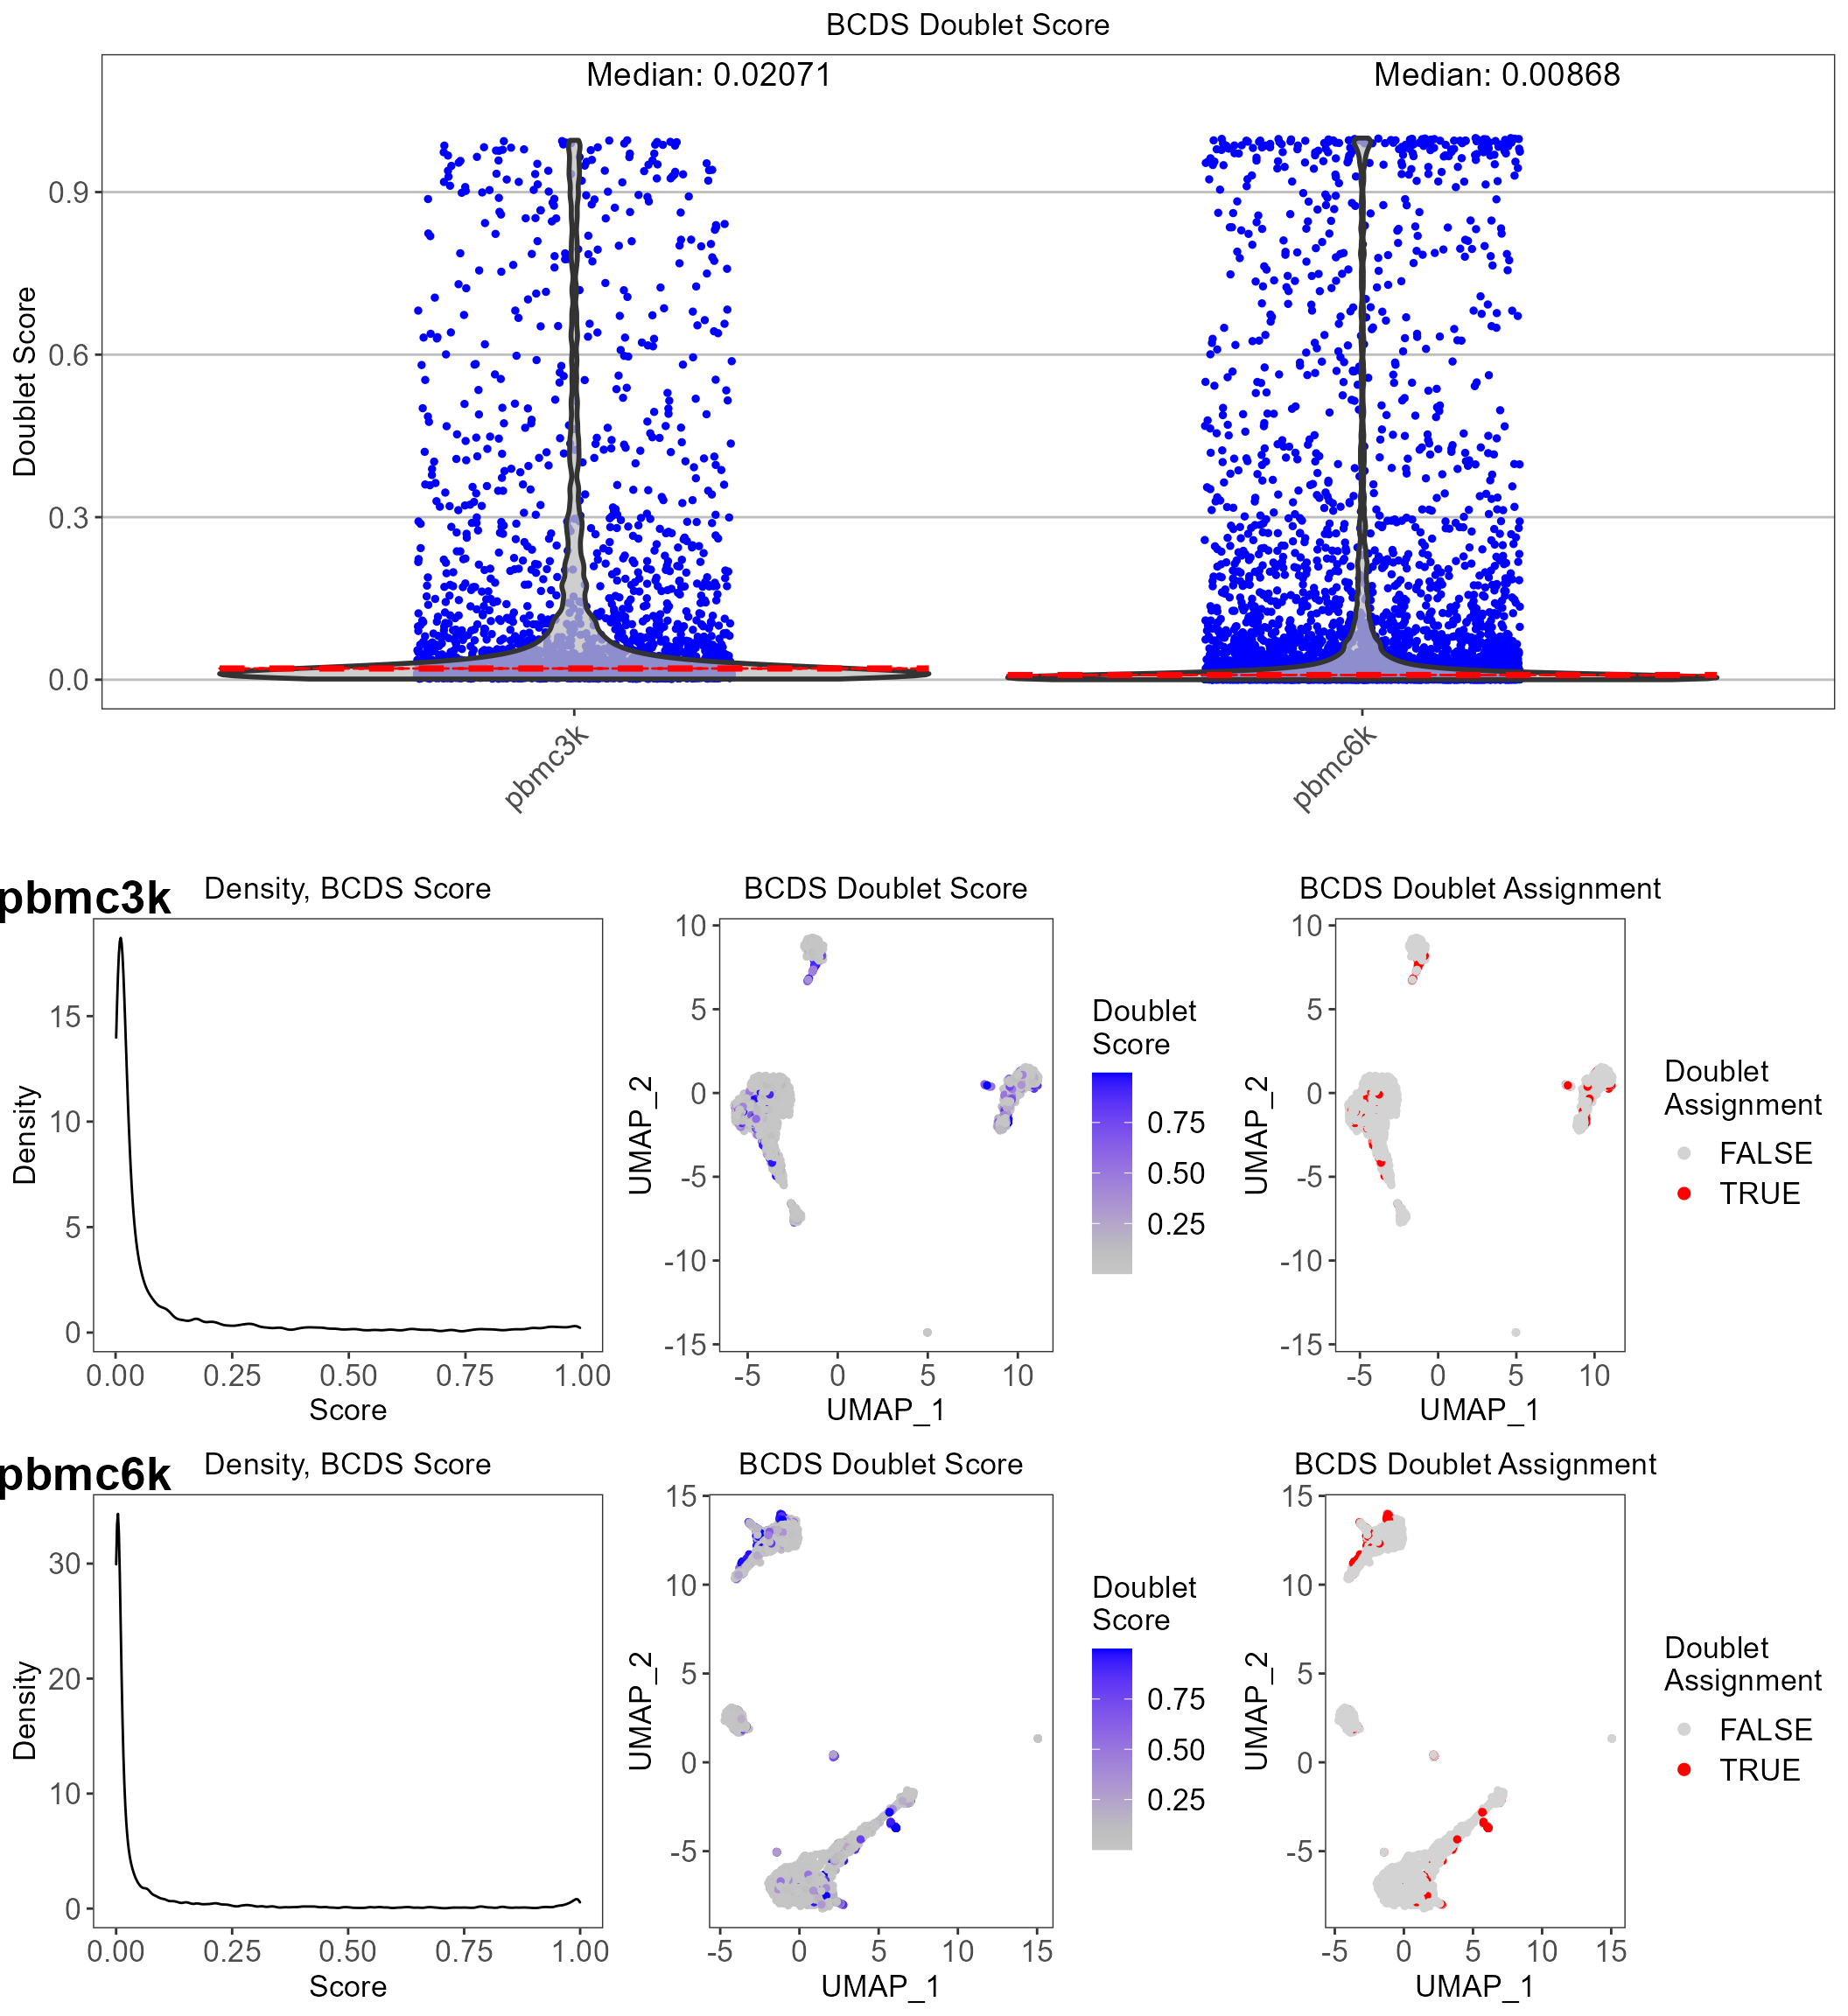 BCDS Doublet Score
Median: 0.02071
Median: 0.00868
Doublet Score
0.9
0.6
0.3
0.0
pbmc3k
pbmc6k
pbmc3k
Density, BCDS Score
Density
15
10
5
0
0.00 0.25 0.50 0.75 1.00
Score
BCDS Doublet Score
UMAP_2
10
5
0
-5
-10
-15
-5 0 5 10
UMAP_1
Doublet
Score
0.75
0.50
0.25
BCDS Doublet Assignment
UMAP_2
10
5
0
-5
-10
-15
-5 0 5 10
UMAP_1
Doublet
Assignment
FALSE
TRUE
pbmc6k
Density, BCDS Score
Density
30
20
10
0
0.00 0.25 0.50 0.75 1.00
Score
BCDS Doublet Score
UMAP_2
15
10
5
0
-5
-5 0 5 10 15
UMAP_1
Doublet
Score
0.75
0.50
0.25
BCDS Doublet Assignment
UMAP_2
15
10
5
0
-5
-5 0 5 10 15
UMAP_1
Doublet
Assignment
FALSE
TRUE